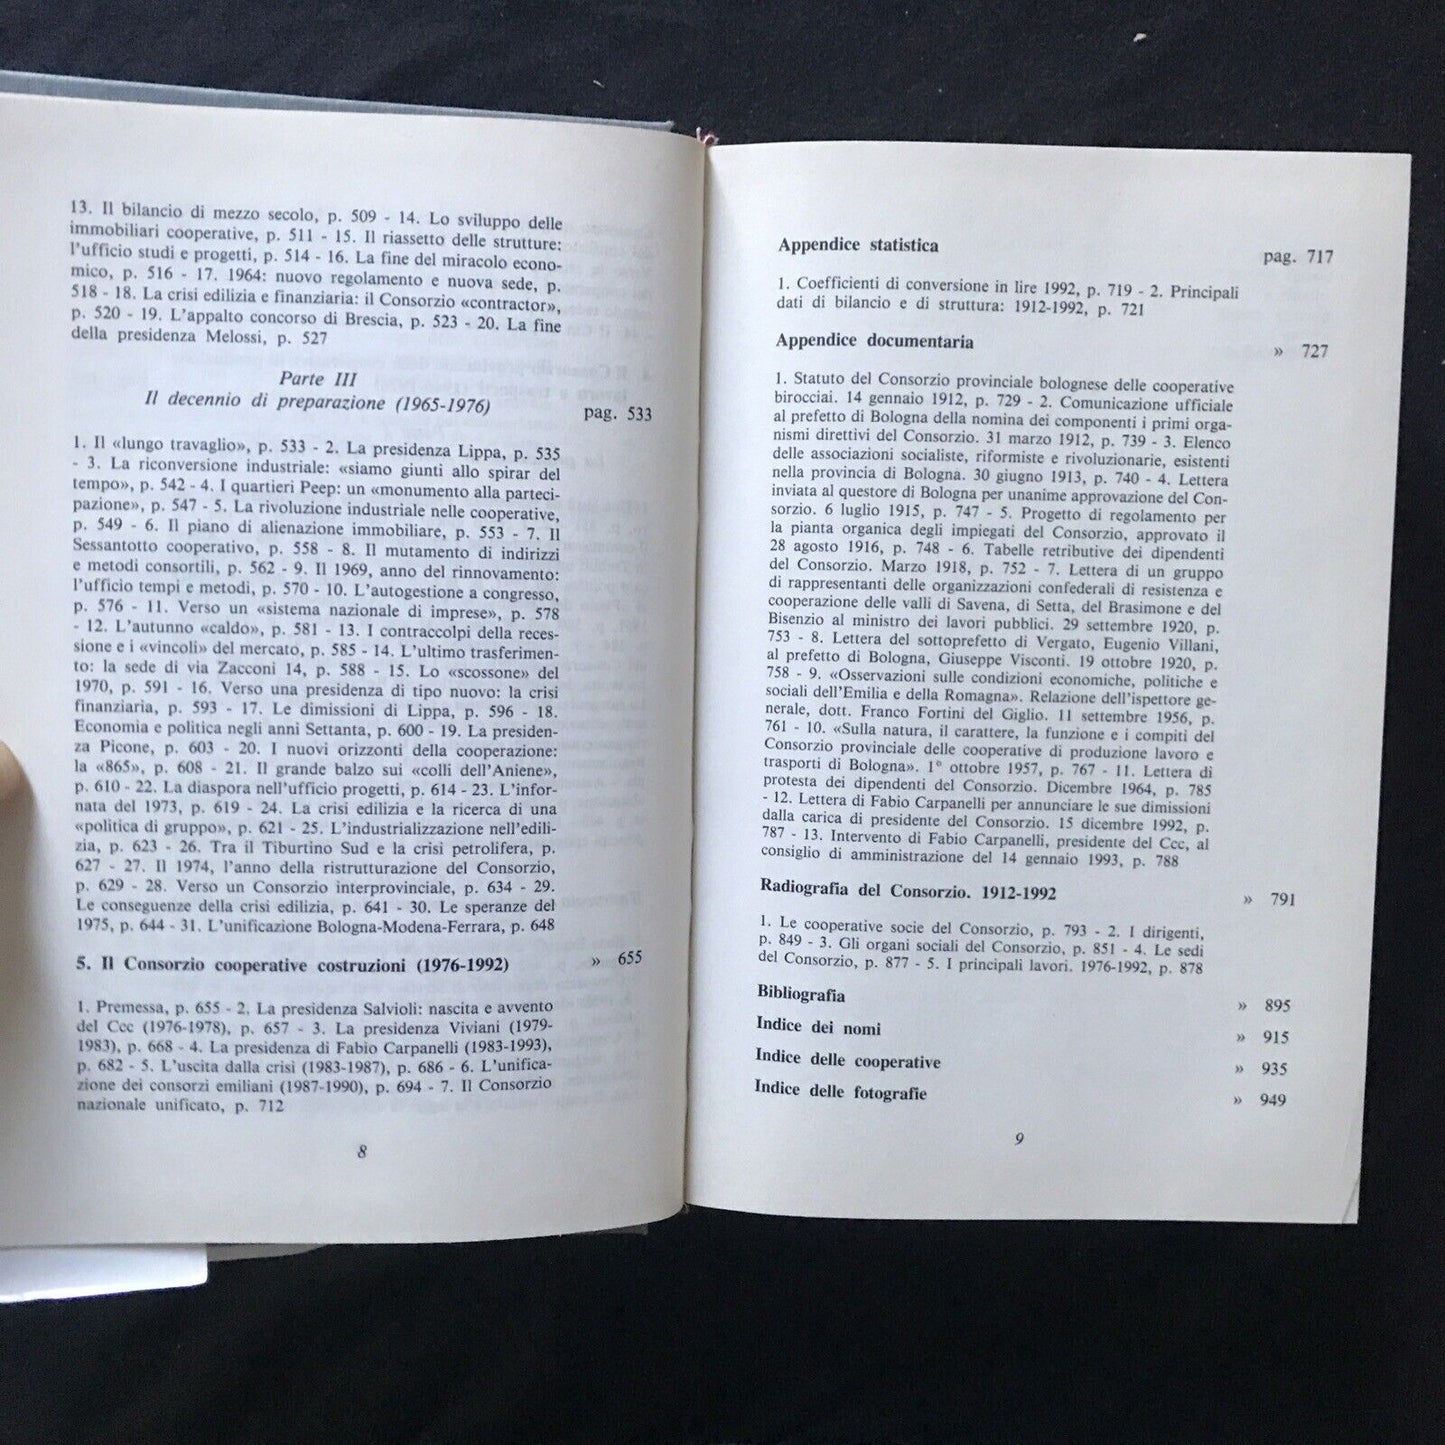 13. Il bilancio di mezzo secolo, p. 509 - 14. Lo sviluppo delle
immobiliari cooperative, p. 511 - 15. Il riassetto delle strutture:
l'ufficio studi e progetti, p. 514 - 16. La fine del miracolo econo-
mico, p. 516 - 17. 1964: nuovo regolamento e nuova sede, p.
518 - 18. La crisi edilizia e finanziaria: il Consorzio «contractor»,
p. 520 - 19. L'appalto concorso di Brescia, p. 523 - 20. La fine
della presidenza Melossi, p. 527
Parte III
Il decennio di preparazione (1965-1976) pag. 533
1. Il «lungo travaglio», p. 533 - 2. La presidenza Lippa, p. 535
- 3. La riconversione industriale: «siamo giunti allo spirar del
tempo», p. 542 - 4. I quartieri Peep: un «monumento alla parteci-
pazione», p. 547 - 5. La rivoluzione industriale nelle cooperative,
p. 549 - 6. Il piano di alienazione immobiliare, p. 553 - 7. Il
Sessantotto cooperativo, p. 558 - 8. Il mutamento di indirizzi
e metodi consortili, p. 562 - 9. Il 1969, anno del rinnovamento:
l'ufficio tempi e metodi, p. 570 - 10. L'autogestione a congresso,
p. 576 - 11. Verso un «sistema nazionale di imprese», p. 578
- 12. L'autunno «caldo», p. 581 - 13. I contraccolpi della reces-
sione e i «vincoli» del mercato, p. 585 - 14. L'ultimo trasferimen-
to: la sede di via Zacconi 14, p. 588 - 15. Lo «scossone» del
1970, p. 591 - 16. Verso una presidenza di tipo nuovo: la crisi
finanziaria, p. 593 - 17. Le dimissioni di Lippa, p. 596 - 18.
Economia e politica negli anni Settanta, p. 600 - 19. La presiden-
za Picone, p. 603 - 20. I nuovi orizzonti della cooperazione:
la «865», p. 608 - 21. Il grande balzo sui «colli dell'Aniene»,
p. 610 - 22. La diaspora nell'ufficio progetti, p. 614 - 23. L'infor-
nata del 1973, p. 619 - 24. La crisi edilizia e la ricerca di una
«politica di gruppo», p. 621 - 25. L'industrializzazione nell'edili-
zia, p. 623 - 26. Tra il Tiburtino Sud e la crisi petrolifera, p.
627 - 27. Il 1974, l'anno della ristrutturazione del Consorzio,
p. 629 - 28. Verso un Consorzio interprovinciale, p. 634 - 29.
Le conseguenze della crisi edilizia, p. 641 - 30. Le speranze del
1975, p. 644 - 31. L'unificazione Bologna-Modena-Ferrara, p. 648
5. Il Consorzio cooperative costruzioni (1976-1992) » 655
1. Premessa, p. 655 - 2. La presidenza Salvioli: nascita e avvento
del Ccc (1976-1978), p. 657 - 3. La presidenza Viviani (1979-
1983), p. 668 - 4. La presidenza di Fabio Carpanelli (1983-1993),
p. 682 - 5. L'uscita dalla crisi (1983-1987), p. 686 - 6. L'unifica-
zione dei consorzi emiliani (1987-1990), p. 694 - 7. Il Consorzio
nazionale unificato, p. 712
8
Appendice statistica pag. 717
1. Coefficienti di conversione in lire 1992, p. 719 - 2. Principali
dati di bilancio e di struttura: 1912-1992, p. 721
Appendice documentaria » 727
1. Statuto del Consorzio provinciale bolognese delle cooperative
birocciai. 14 gennaio 1912, p. 729 - 2. Comunicazione ufficiale
al prefetto di Bologna della nomina dei componenti i primi orga-
nismi direttivi del Consorzio. 31 marzo 1912, p. 739 - 3. Elenco
delle associazioni socialiste, riformiste e rivoluzionarie, esistenti
nella provincia di Bologna. 30 giugno 1913, p. 740 - 4. Lettera
inviata al questore di Bologna per unanime approvazione del Con-
sorzio. 6 luglio 1915, p. 747 - 5. Progetto di regolamento per
la pianta organica degli impiegati del Consorzio, approvato il
28 agosto 1916, p. 748 - 6. Tabelle retributive dei dipendenti
del Consorzio. Marzo 1918, p. 752 - 7. Lettera di un gruppo
di rappresentanti delle organizzazioni confederali di resistenza e
cooperazione delle valli di Savena, di Setta, del Brasimone e del
Bisenzio al ministro dei lavori pubblici. 29 settembre 1920, p.
753 - 8. Lettera del sottoprefetto di Vergato, Eugenio Villani,
al prefetto di Bologna, Giuseppe Visconti. 19 ottobre 1920, p.
758 - 9. «Osservazioni sulle condizioni economiche, politiche e
sociali dell'Emilia e della Romagna». Relazione dell'ispettore ge-
nerale, dott. Franco Fortini del Giglio. 11 settembre 1956, p.
761 - 10. «Sulla natura, il carattere, la funzione e i compiti del
Consorzio provinciale delle cooperative di produzione lavoro e
trasporti di Bologna». 1° ottobre 1957, p. 767 - 11. Lettera di
protesta dei dipendenti del Consorzio. Dicembre 1964, p. 785
- 12. Lettera di Fabio Carpanelli per annunciare le sue dimissioni
dalla carica di presidente del Consorzio. 15 dicembre 1992, p.
787 - 13. Intervento di Fabio Carpanelli, presidente del Ccc, al
consiglio di amministrazione del 14 gennaio 1993, p. 788
Radiografia del Consorzio. 1912-1992 » 791
1. Le cooperative socie del Consorzio, p. 793 - 2. I dirigenti,
p. 849 - 3. Gli organi sociali del Consorzio, p. 851 - 4. Le sedi
del Consorzio, p. 877 - 5. I principali lavori. 1976-1992, p. 878
Bibliografia » 895
Indice dei nomi » 915
Indice delle cooperative » 935
Indice delle fotografie » 949
9